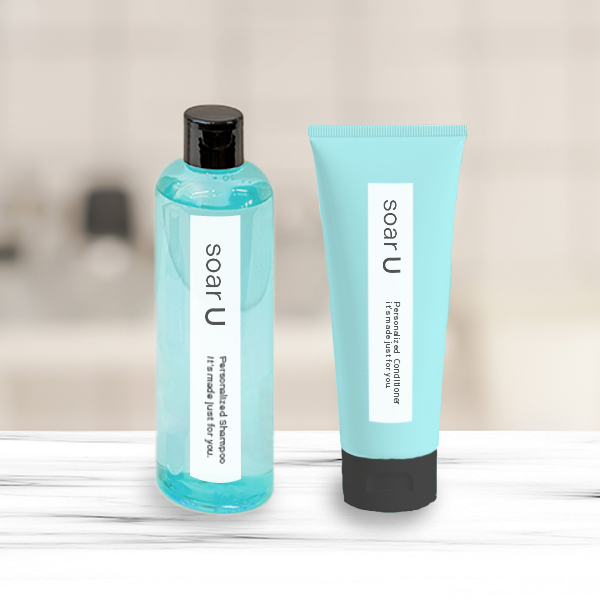 soar U
Personalized Shampoo
it's made just for you.
soar U
Personalized Conditioner
it's made just for you.